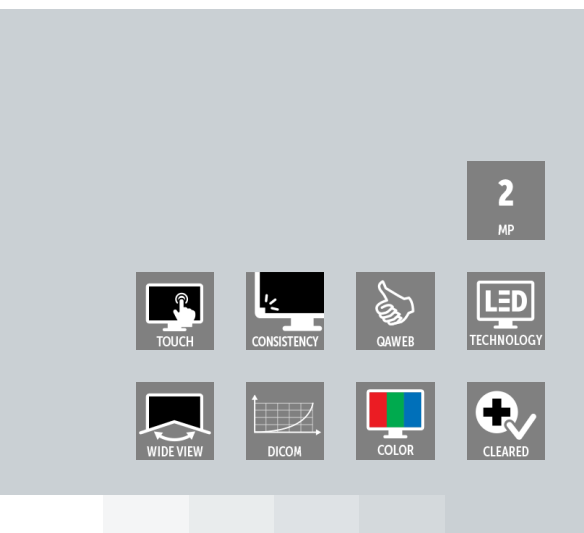 2
MP
TOUCH
CONSISTENCY
QAWEB
LED
TECHNOLOGY
WIDE VIEW
DICOM
COLOR
CLEARED